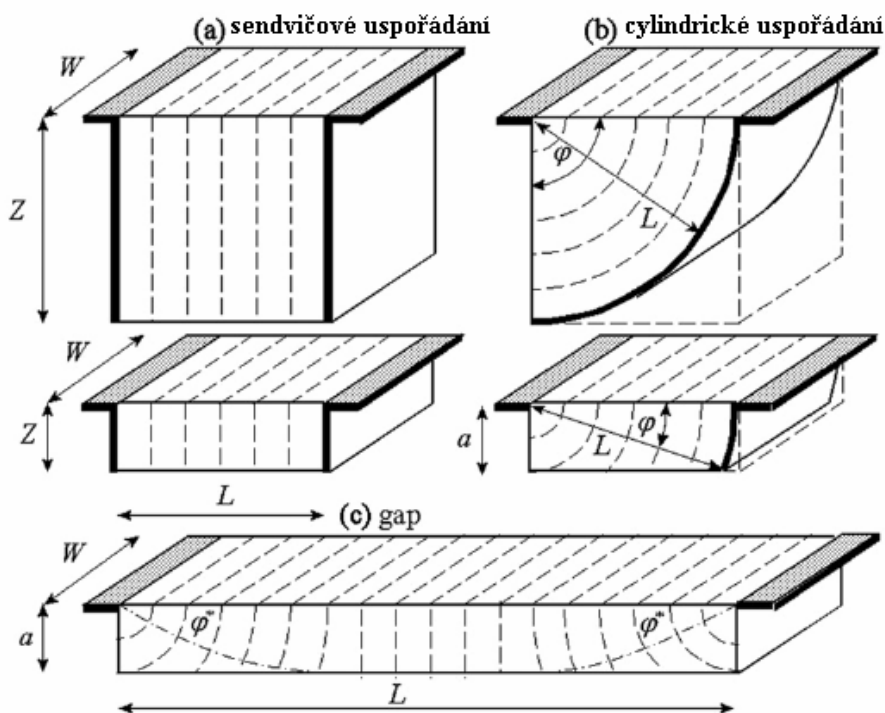 (a) sendvičové uspořádání
(b) cylindrické uspořádání
W
Z
φ
L
W
Z
L
a
φ
L
(c) gap
W
a
φ*
φ*
L